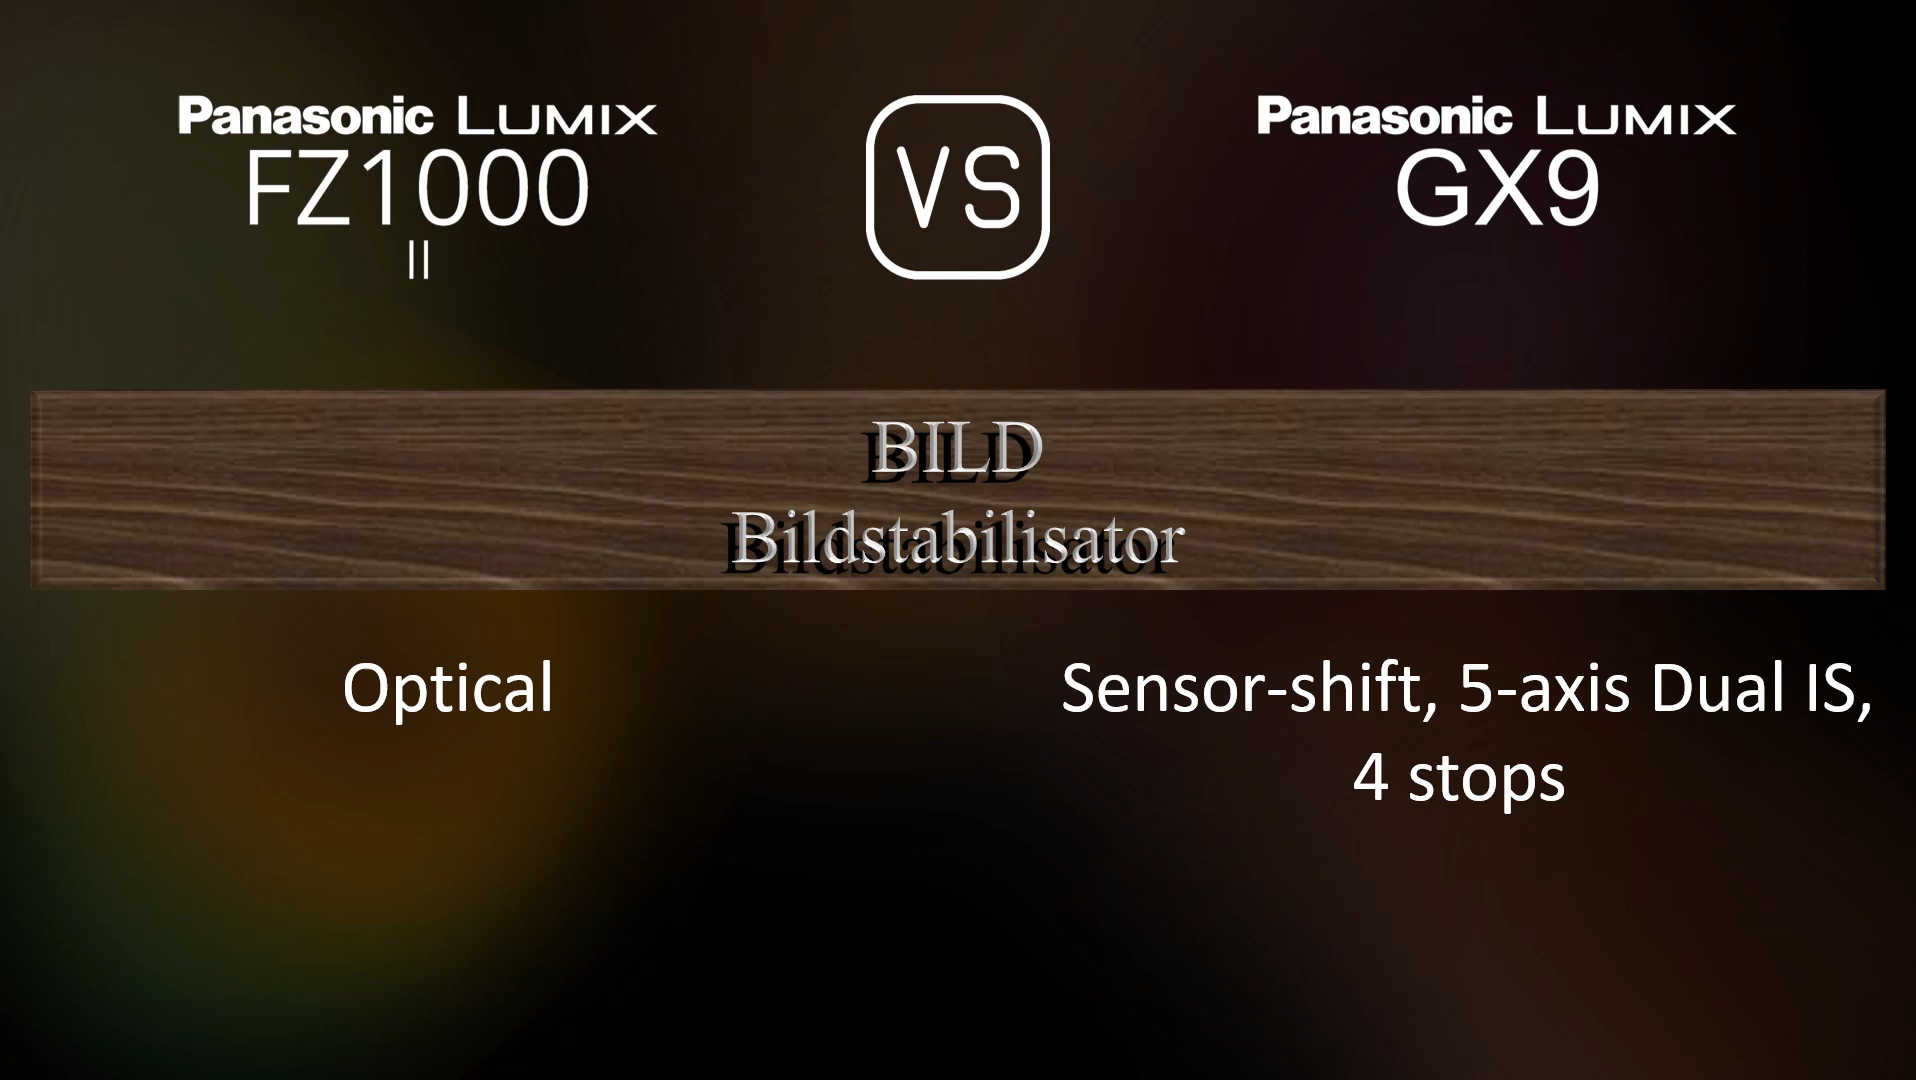 Panasonic LUMIX
FZ1000
II
VS
Panasonic LUMIX
GX9
BILD
Bildstabilisator
Optical
Sensor-shift, 5-axis Dual IS,
4 stops